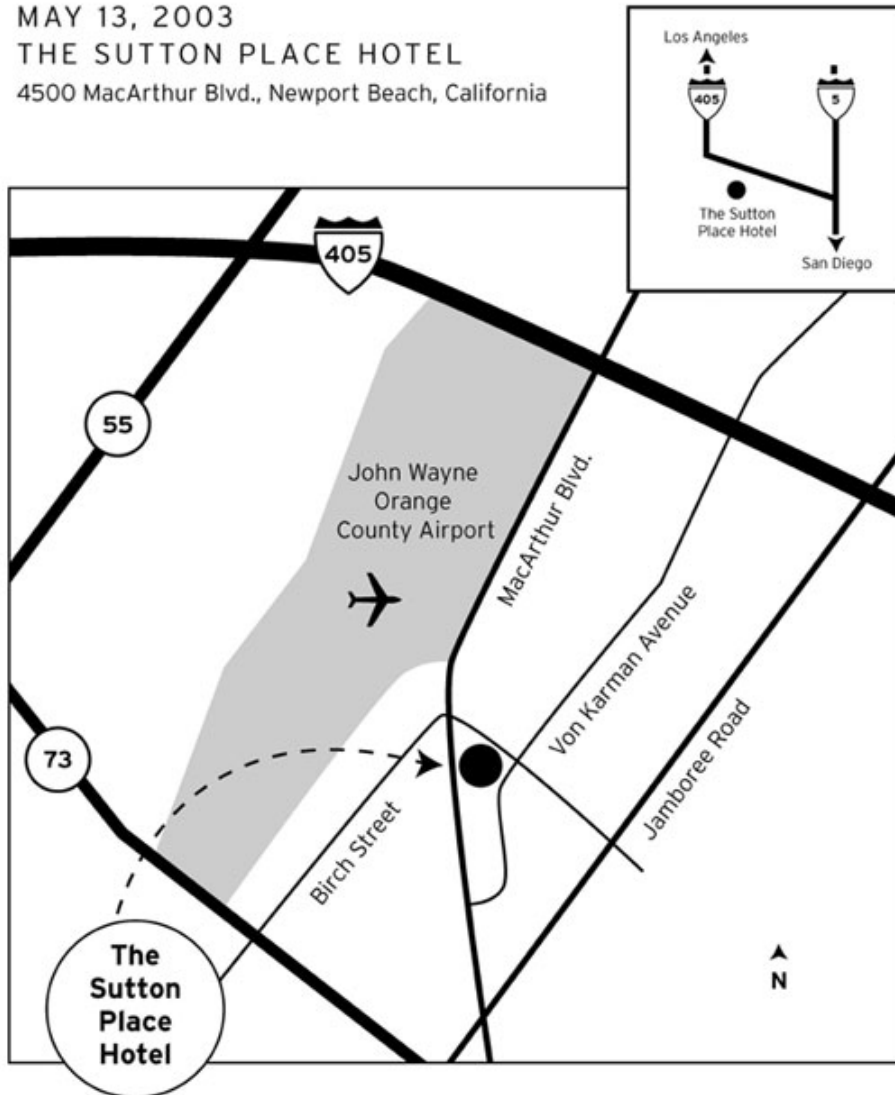 MAY 13, 2003
THE SUTTON PLACE HOTEL
4500 MacArthur Blvd., Newport Beach, California
Los Angeles
405
5
The Sutton
Place Hotel
San Diego
405
55
John Wayne
Orange
County Airport
MacArthur Blvd.
Von Karman Avenue
Jamboree Road
73
Birch Street
The
Sutton
Place
Hotel
N